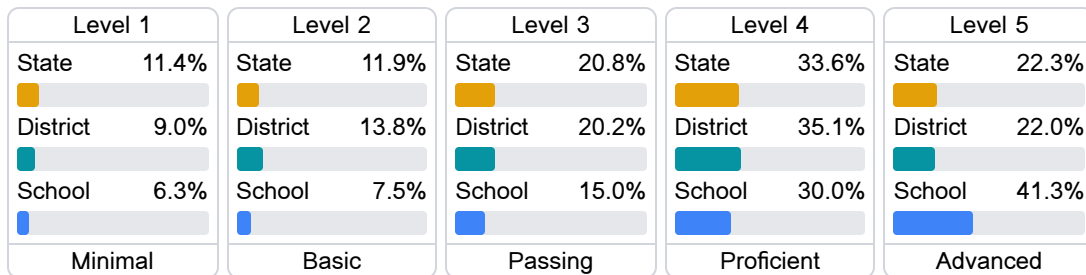 Level 1
State 11.4%
District 9.0%
School 6.3%
Minimal
Level 2
State 11.9%
District 13.8%
School 7.5%
Basic
Level 3
State 20.8%
District 20.2%
School 15.0%
Passing
Level 4
State 33.6%
District 35.1%
School 30.0%
Proficient
Level 5
State 22.3%
District 22.0%
School 41.3%
Advanced